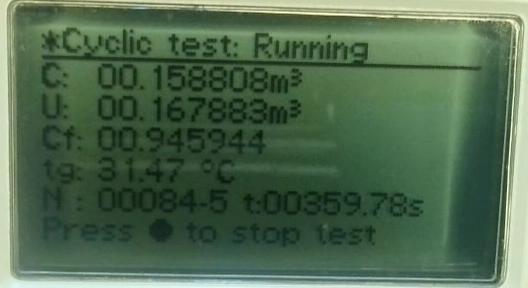 *Cyclic test: Running
C: 00.158808m³
U: 00.167883m³
Cf: 00.945944
tg: 31.47 °C
N : 00084-5 t:00359.78s
Press ● to stop test